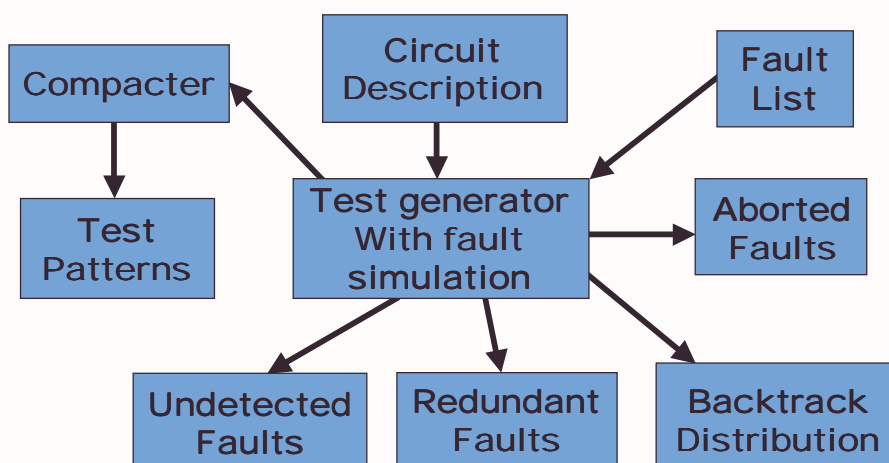 Circuit
Description
Fault
List
Compacter
Test generator
With fault
simulation
Test
Patterns
Aborted
Faults
Undetected
Faults
Redundant
Faults
Backtrack
Distribution